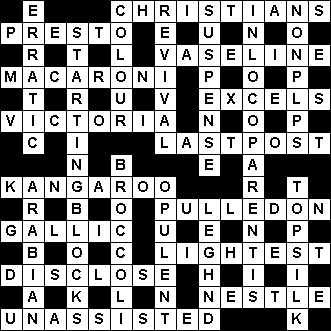 E CHRISTIANS
PRESTO E U N O
R T L VASELINE
MACARONI P O P
T R U V EXCELS
VICTORIA N O P
C I LASTPOST
N B E A
KANGAROO R T
R B O PULLEDON
GALLIC U E N P
B O C LIGHTEST
DISCLOSE H I I
A K L N NESTLE
UNASSISTED K